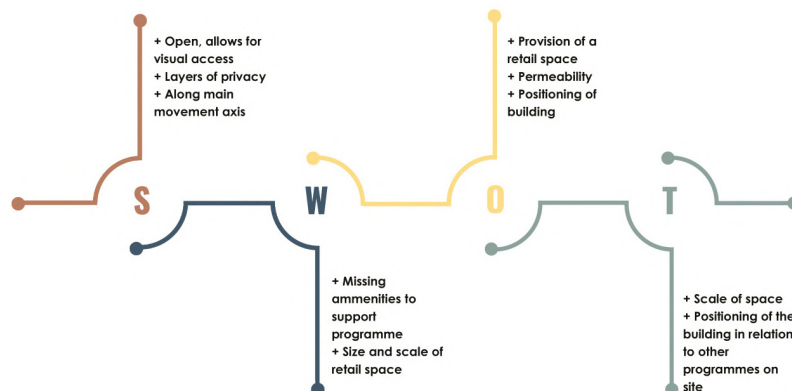 + Open, allows for
visual access
+ Layers of privacy
+ Along main
movement axis
+ Provision of a
retail space
+ Permeability
+ Positioning of
building
S
W
O
T
+ Missing
ammenities to
support
programme
+ Size and scale of
retail space
+ Scale of space
+ Positioning of the
building in relation
to other
programmes on
site